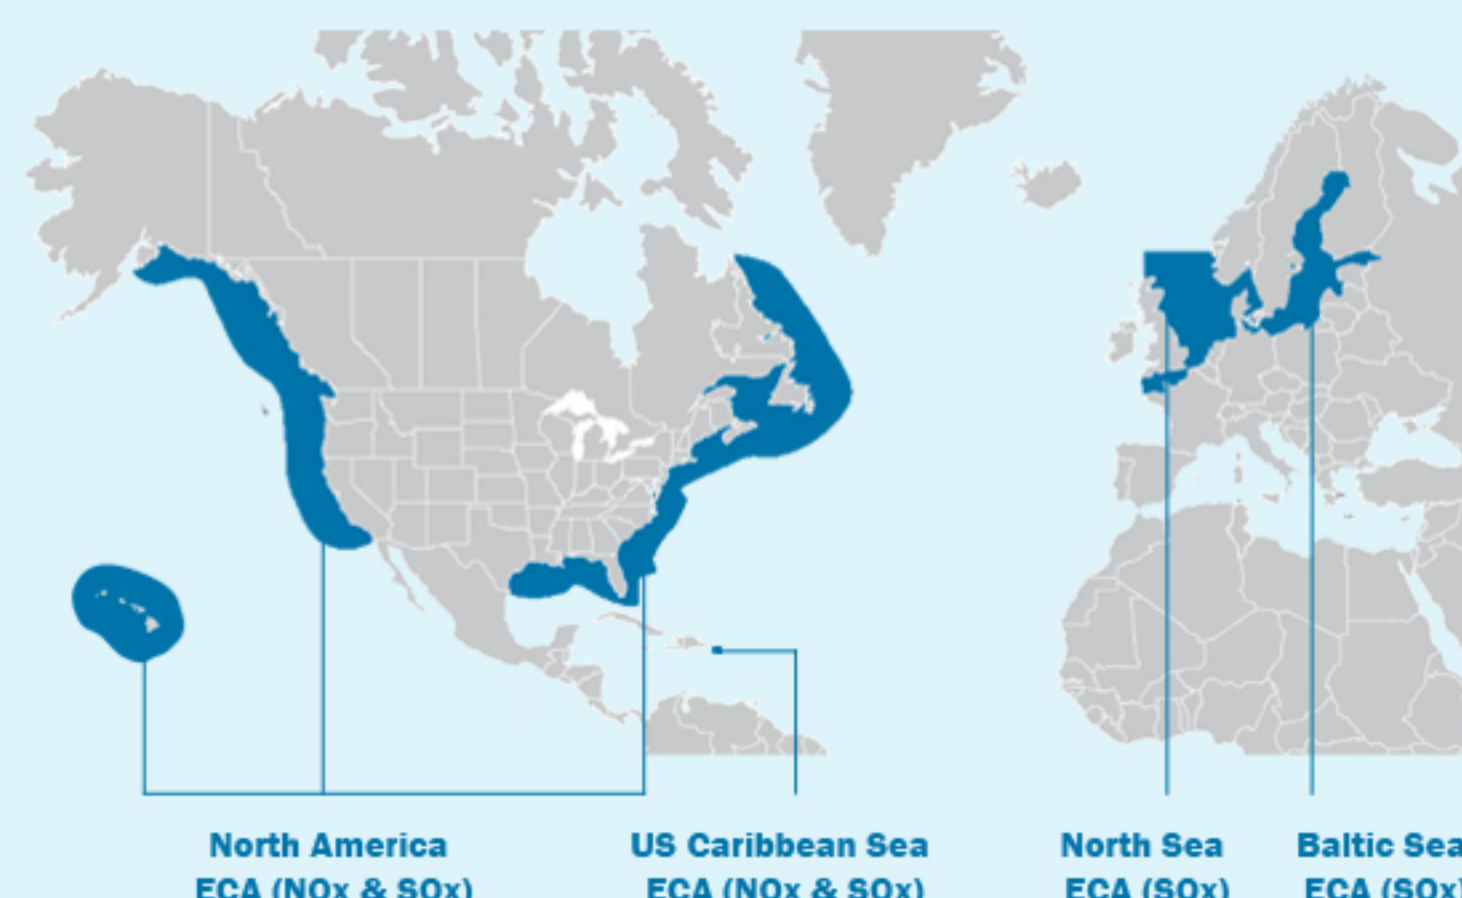 North America
ECA (NOx & SOx)
US Caribbean Sea
ECA (NOx & SOx)
North Sea
ECA (SOx)
Baltic Sea
ECA (SOx)